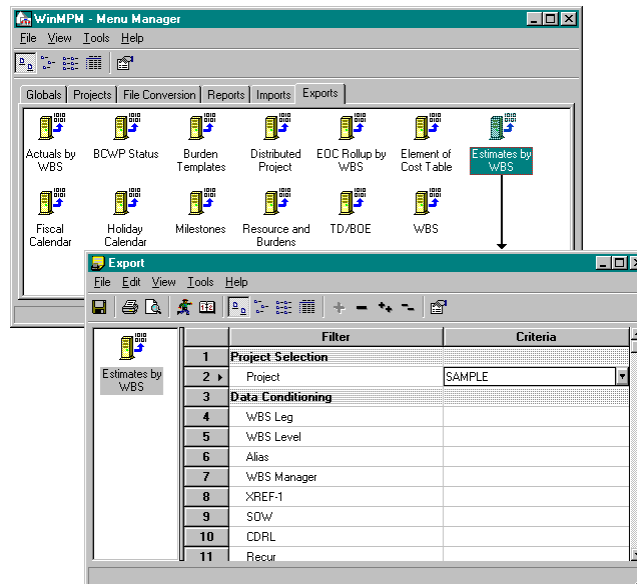 WinMPM - Menu Manager
File View Tools Help
Globals Projects File Conversion Reports Imports Exports
Actuals by WBS
BCWP Status
Burden Templates
Distributed Project
EOC Rollup by WBS
Element of Cost Table
Estimates by WBS
Fiscal Calendar
Holiday Calendar
Milestones
Resource and Burdens
TD/BOE
WBS
Export
File Edit View Tools Help
Estimates by WBS
Filter Criteria
1 Project Selection
2 Project SAMPLE
3 Data Conditioning
4 WBS Leg
5 WBS Level
6 Alias
7 WBS Manager
8 XREF-1
9 SOW
10 CDRL
11 Recur